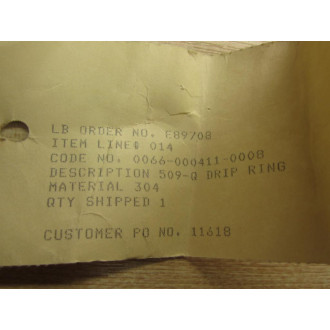 LB ORDER NO. F89708
ITEM LINE# 014
CODE NO. 0066-000411-0008
DESCRIPTION 509-Q DRIP RING
MATERIAL 304
QTY SHIPPED 1
CUSTOMER PO NO. 11618